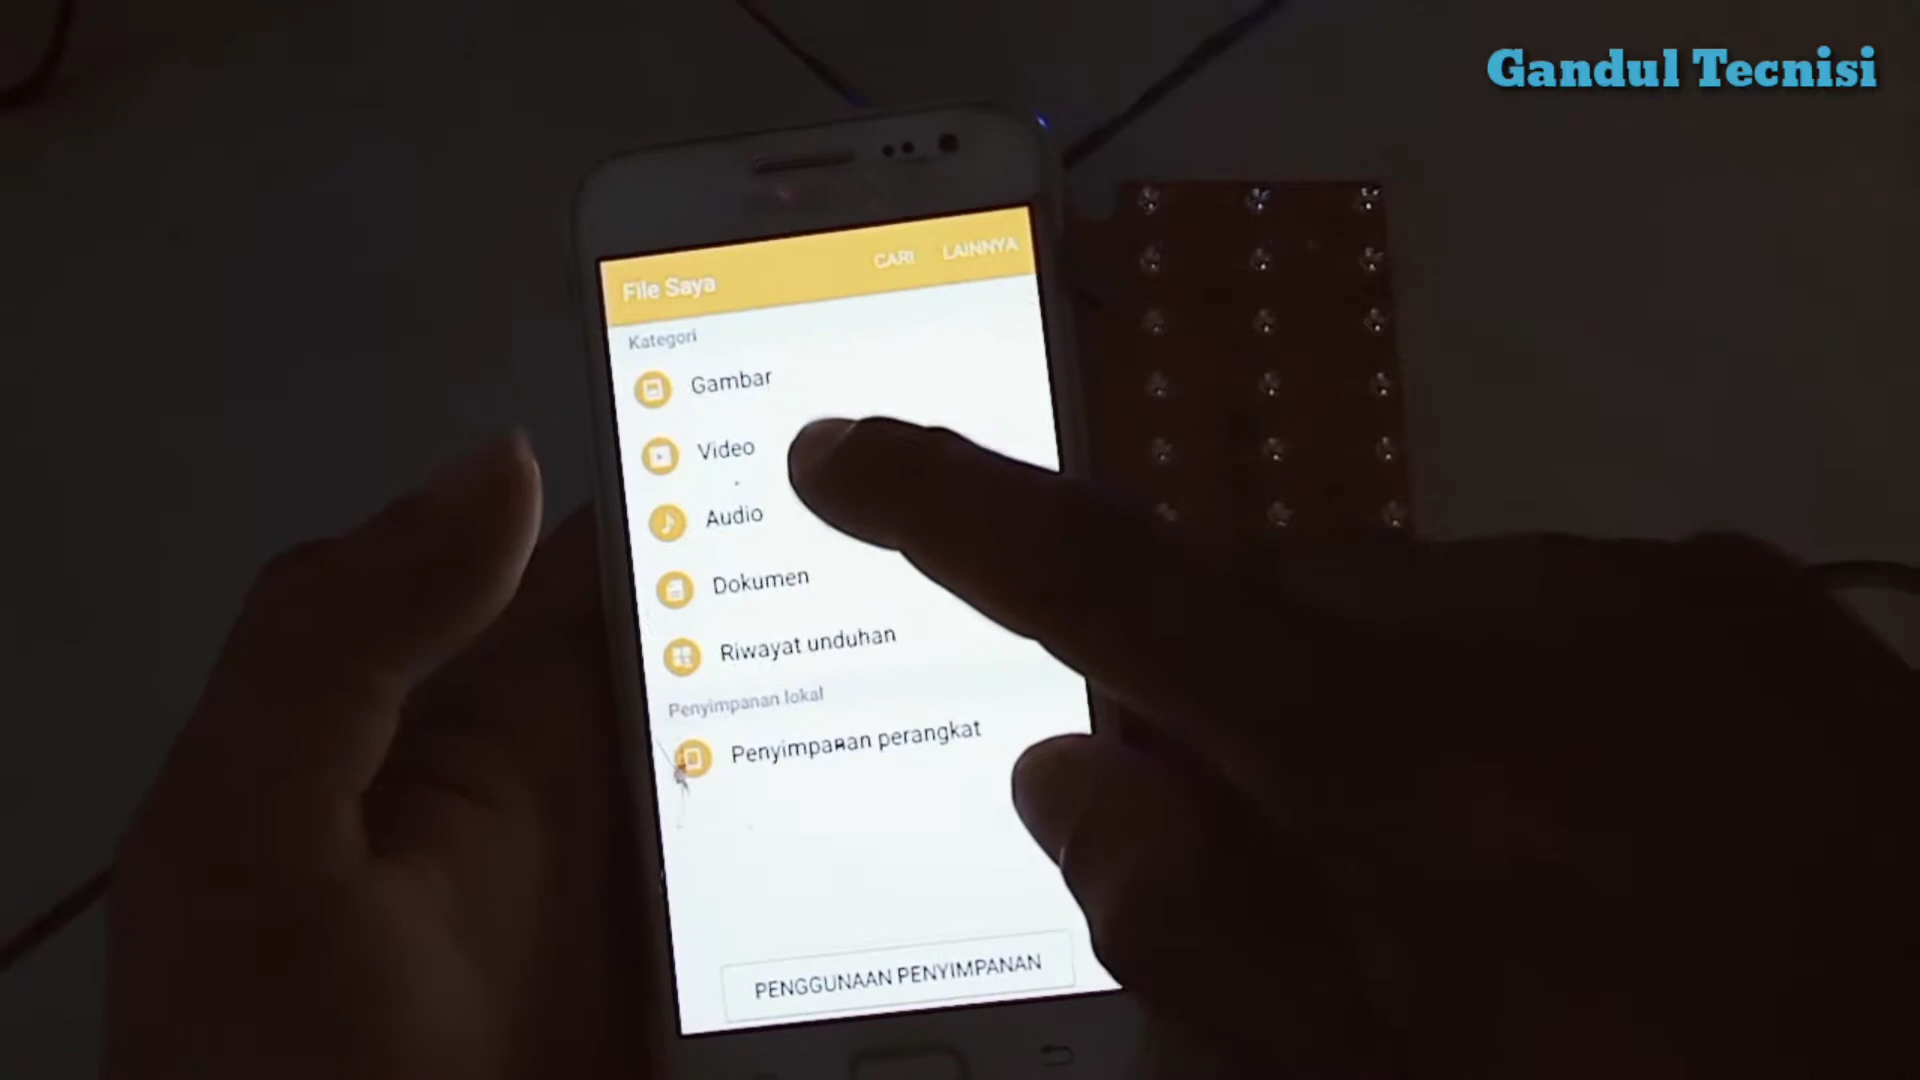 Gandul Tecnisi
File Saya
CARI
LAINNYA
Kategori
Gambar
Video
Audio
Dokumen
Riwayat unduhan
Penyimpanan lokal
Penyimpanan perangkat
PENGGUNAAN PENYIMPANAN